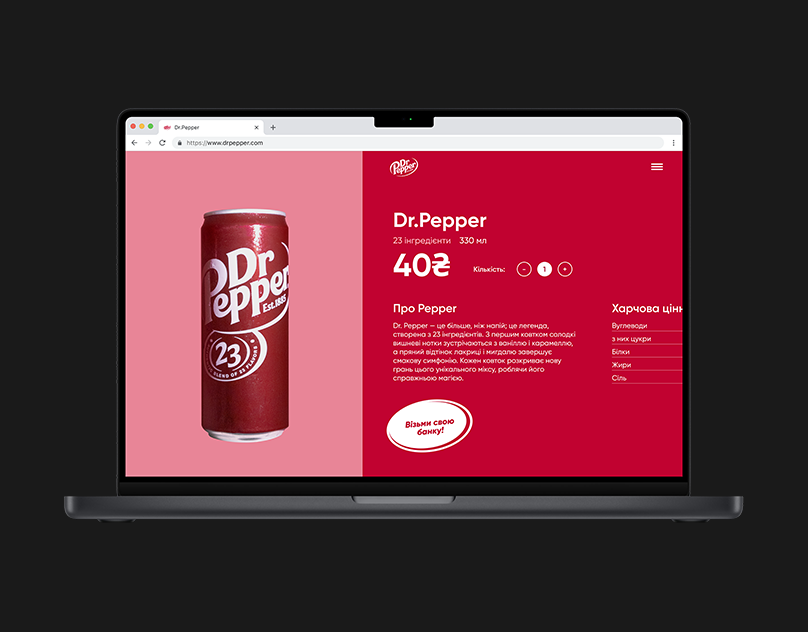 Dr.Pepper
https://www.drpepper.com
Dr
Pepper
Dr.Pepper
23 інгредієнти 330 мл
40₴ Кількість: - 1 +
Про Pepper
Dr. Pepper — це більше, ніж напій; це легенда,
створена з 23 інгредієнтів. З першим ковтком солодкі
вишневі нотки зустрічаються з ваніллю і карамеллю,
а пряний відтінок лакриці і мигдалю завершує
смакову симфонію. Кожен ковток розкриває нову
грань цього унікального міксу, роблячи його
справжньою магією.
Візьми свою
банку!
Харчова цінн
Вуглеводи
з них цукри
Білки
Жири
Сіль
Dr
Pepper
Est.1885
23
BLEND OF 23 FLAVORS